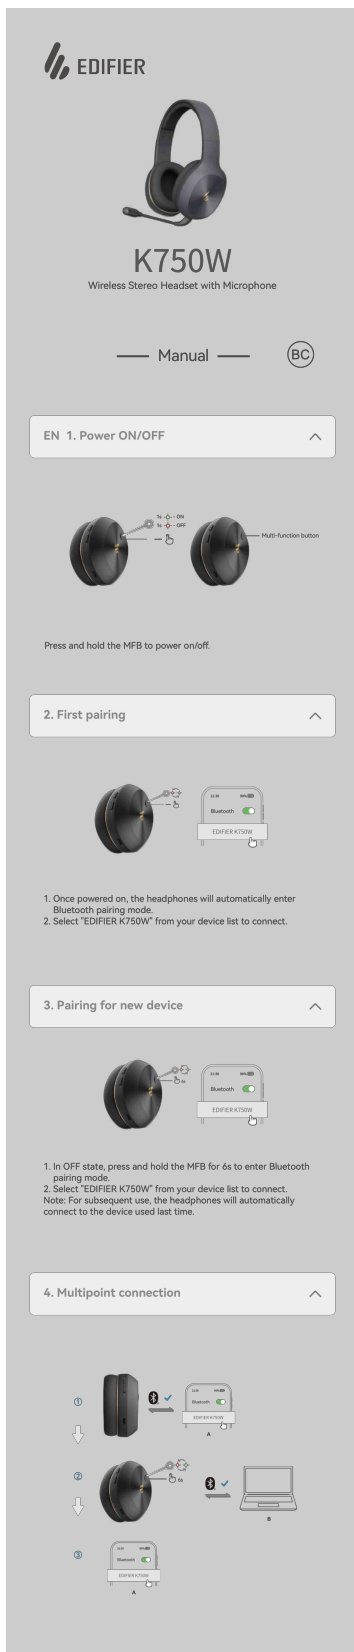 EDIFIER
K750W
Wireless Stereo Headset with Microphone
Manual
BC
EN 1. Power ON/OFF
1s - ON
1s - OFF
Multi-function button
Press and hold the MFB to power on/off.
2. First pairing
Bluetooth
EDIFIER K750W
1. Once powered on, the headphones will automatically enter
Bluetooth pairing mode.
2. Select "EDIFIER K750W" from your device list to connect.
3. Pairing for new device
6s
Bluetooth
EDIFIER K750W
1. In OFF state, press and hold the MFB for 6s to enter Bluetooth
pairing mode.
2. Select "EDIFIER K750W" from your device list to connect.
Note: For subsequent use, the headphones will automatically
connect to the device used last time.
4. Multipoint connection
1
Bluetooth
EDIFIER K750W
A
2
6s
B
3
Bluetooth
EDIFIER K750W
A